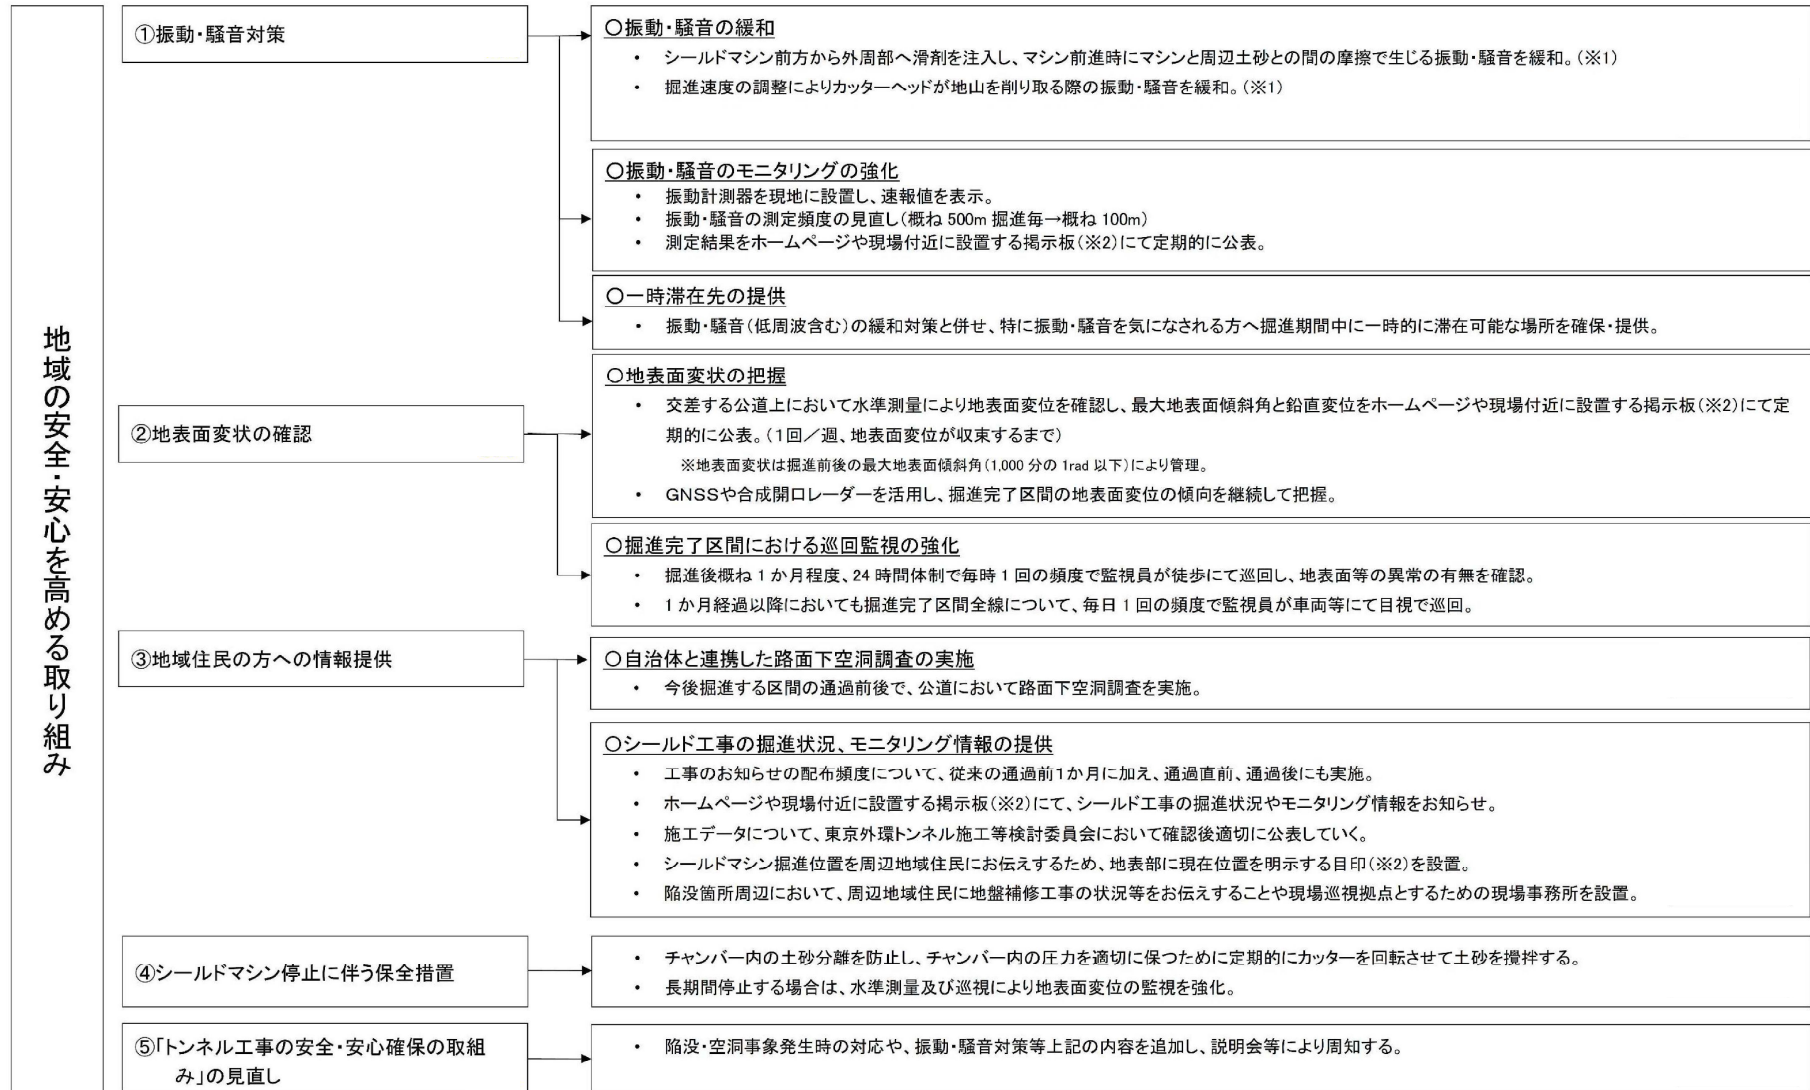 地域の安全・安心を高める取り組み
①振動・騒音対策
○振動・騒音の緩和
・ シールドマシン前方から外周部へ滑剤を注入し、マシン前進時にマシンと周辺土砂との間の摩擦で生じる振動・騒音を緩和。(※1)
・ 掘進速度の調整によりカッターヘッドが地山を削り取る際の振動・騒音を緩和。(※1)
○振動・騒音のモニタリングの強化
・ 振動計測器を現地に設置し、速報値を表示。
・ 振動・騒音の測定頻度の見直し(概ね 500m 掘進毎→概ね 100m)
・ 測定結果をホームページや現場付近に設置する掲示板(※2)にて定期的に公表。
○一時滞在先の提供
・ 振動・騒音(低周波含む)の緩和対策と併せ、特に振動・騒音を気になされる方へ掘進期間中に一時的に滞在可能な場所を確保・提供。
②地表面変状の確認
○地表面変状の把握
・ 交差する公道上において水準測量により地表面変位を確認し、最大地表面傾斜角と鉛直変位をホームページや現場付近に設置する掲示板(※2)にて定
期的に公表。(1回/週、地表面変位が収束するまで)
※地表面変状は掘進前後の最大地表面傾斜角(1,000 分の 1rad 以下)により管理。
・ GNSSや合成開口レーダーを活用し、掘進完了区間の地表面変位の傾向を継続して把握。
○掘進完了区間における巡回監視の強化
・ 掘進後概ね 1 か月程度、24 時間体制で毎時 1 回の頻度で監視員が徒歩にて巡回し、地表面等の異常の有無を確認。
・ 1 か月経過以降においても掘進完了区間全線について、毎日 1 回の頻度で監視員が車両等にて目視で巡回。
③地域住民の方への情報提供
○自治体と連携した路面下空洞調査の実施
・ 今後掘進する区間の通過前後で、公道において路面下空洞調査を実施。
○シールド工事の掘進状況、モニタリング情報の提供
・ 工事のお知らせの配布頻度について、従来の通過前1か月に加え、通過直前、通過後にも実施。
・ ホームページや現場付近に設置する掲示板(※2)にて、シールド工事の掘進状況やモニタリング情報をお知らせ。
・ 施工データについて、東京外環トンネル施工等検討委員会において確認後適切に公表していく。
・ シールドマシン掘進位置を周辺地域住民にお伝えするため、地表部に現在位置を明示する目印(※2)を設置。
・ 陥没箇所周辺において、周辺地域住民に地盤補修工事の状況等をお伝えすることや現場巡視拠点とするための現場事務所を設置。
④シールドマシン停止に伴う保全措置
・ チャンバー内の土砂分離を防止し、チャンバー内の圧力を適切に保つために定期的にカッターを回転させて土砂を攪拌する。
・ 長期間停止する場合は、水準測量及び巡視により地表面変位の監視を強化。
⑤「トンネル工事の安全・安心確保の取組
み」の見直し
・ 陥没・空洞事象発生時の対応や、振動・騒音対策等上記の内容を追加し、説明会等により周知する。